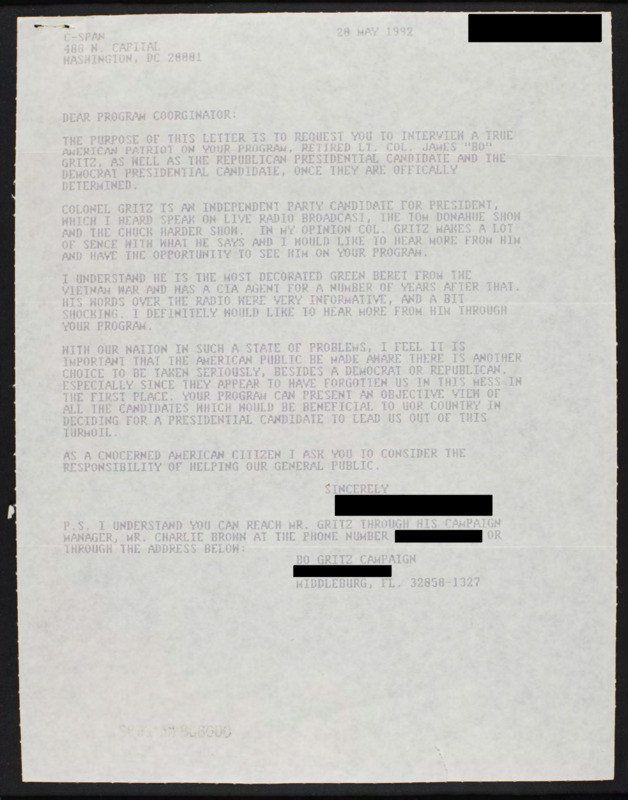 C-SPAN
400 N. CAPITAL
WASHINGTON, DC 20001
28 MAY 1992
DEAR PROGRAM COORGINATOR:
THE PURPOSE OF THIS LETTER IS TO REQUEST YOU TO INTERVIEW A TRUE
AMERICAN PATRIOT ON YOUR PROGRAM, RETIRED LT. COL. JAMES "BO"
GRITZ, AS WELL AS THE REPUBLICAN PRESIDENTIAL CANDIDATE AND THE
DEMOCRAT PRESIDENTIAL CANDIDATE, ONCE THEY ARE OFFICALLY
DETERMINED.
COLONEL GRITZ IS AN INDEPENDENT PARTY CANDIDATE FOR PRESIDENT,
WHICH I HEARD SPEAK ON LIVE RADIO BROADCAST, THE TOM DONAHUE SHOW
AND THE CHUCK HARDER SHOW. IN MY OPINION COL. GRITZ MAKES A LOT
OF SENCE WITH WHAT HE SAYS AND I WOULD LIKE TO HEAR MORE FROM HIM
AND HAVE THE OPPORTUNITY TO SEE HIM ON YOUR PROGRAM.
I UNDERSTAND HE IS THE MOST DECORATED GREEN BERET FROM THE
VIETNAM WAR AND WAS A CIA AGENT FOR A NUMBER OF YEARS AFTER THAT.
HIS WORDS OVER THE RADIO WERE VERY INFORMATIVE, AND A BIT
SHOCKING. I DEFINITELY WOULD LIKE TO HEAR MORE FROM HIM THROUGH
YOUR PROGRAM.
WITH OUR NATION IN SUCH A STATE OF PROBLEMS, I FEEL IT IS
IMPORTANT THAT THE AMERICAN PUBLIC BE MADE AWARE THERE IS ANOTHER
CHOICE TO BE TAKEN SERIOUSLY, BESIDES A DEMOCRAT OR REPUBLICAN,
ESPECIALLY SINCE THEY APPEAR TO HAVE FORGOTTEN US IN THIS MESS IN
THE FIRST PLACE. YOUR PROGRAM CAN PRESENT AN OBJECTIVE VIEW OF
ALL THE CANDIDATES WHICH WOULD BE BENEFICIAL TO UOR COUNTRY IN
DECIDING FOR A PRESIDENTIAL CANDIDATE TO LEAD US OUT OF THIS
TURMOIL.
AS A CNOCERNED AMERICAN CITIZEN I ASK YOU TO CONSIDER THE
RESPONSIBILITY OF HELPING OUR GENERAL PUBLIC.
SINCERELY
P.S. I UNDERSTAND YOU CAN REACH MR. GRITZ THROUGH HIS CAMPAIGN
MANAGER, MR. CHARLIE BROWN AT THE PHONE NUMBER OR
THROUGH THE ADDRESS BELOW:
BO GRITZ CAMPAIGN
MIDDLEBURG, FL. 32050-1327